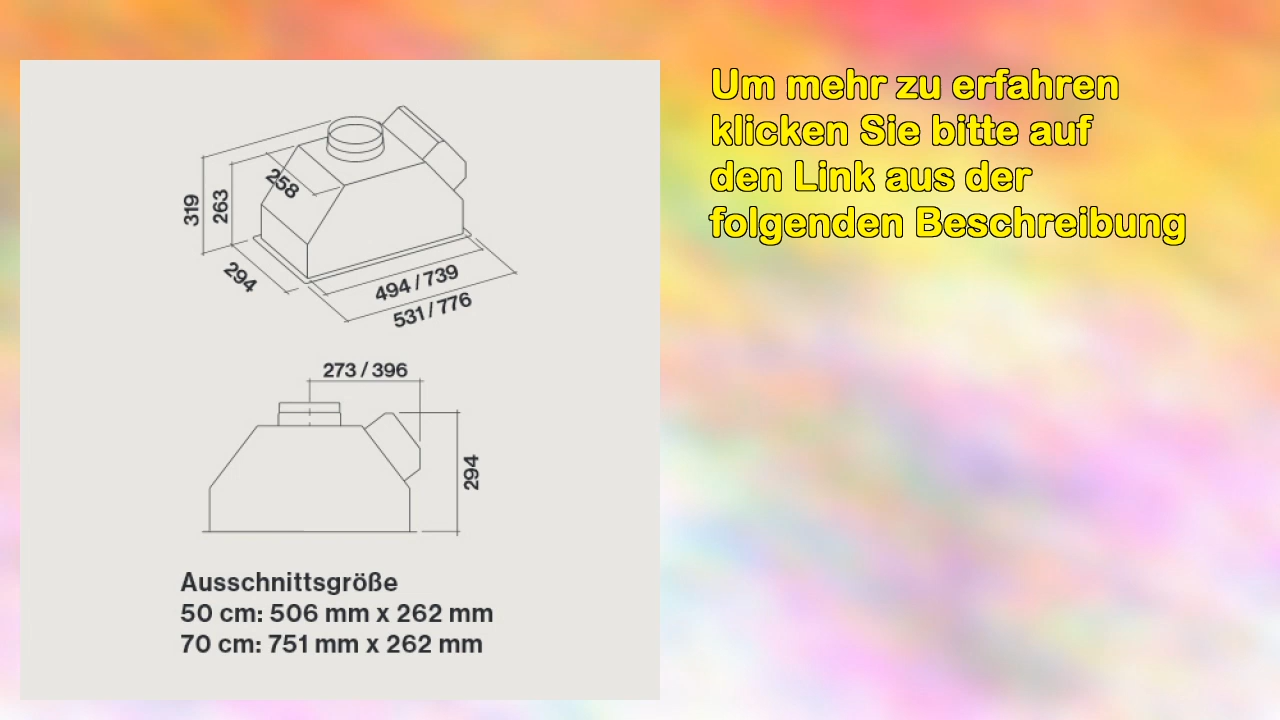 319
263
258
294
494 / 739
531 / 776
273 / 396
294
Ausschnittsgröße
50 cm: 506 mm x 262 mm
70 cm: 751 mm x 262 mm
Um mehr zu erfahren
klicken Sie bitte auf
den Link aus der
folgenden Beschreibung